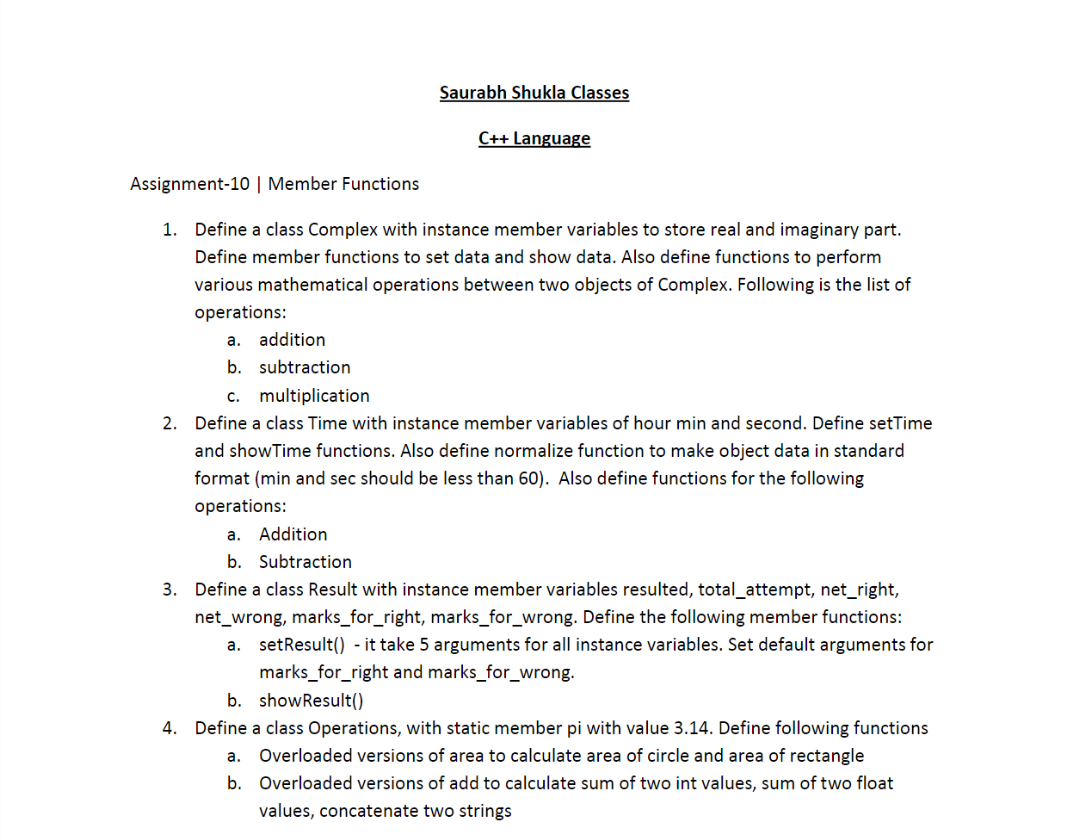 Saurabh Shukla Classes
C++ Language
Assignment-10 | Member Functions
1. Define a class Complex with instance member variables to store real and imaginary part.
Define member functions to set data and show data. Also define functions to perform
various mathematical operations between two objects of Complex. Following is the list of
operations:
a. addition
b. subtraction
c. multiplication
2. Define a class Time with instance member variables of hour min and second. Define setTime
and showTime functions. Also define normalize function to make object data in standard
format (min and sec should be less than 60).  Also define functions for the following
operations:
a. Addition
b. Subtraction
3. Define a class Result with instance member variables resulted, total_attempt, net_right,
net_wrong, marks_for_right, marks_for_wrong. Define the following member functions:
a. setResult()  - it take 5 arguments for all instance variables. Set default arguments for
marks_for_right and marks_for_wrong.
b. showResult()
4. Define a class Operations, with static member pi with value 3.14. Define following functions
a. Overloaded versions of area to calculate area of circle and area of rectangle
b. Overloaded versions of add to calculate sum of two int values, sum of two float
values, concatenate two strings